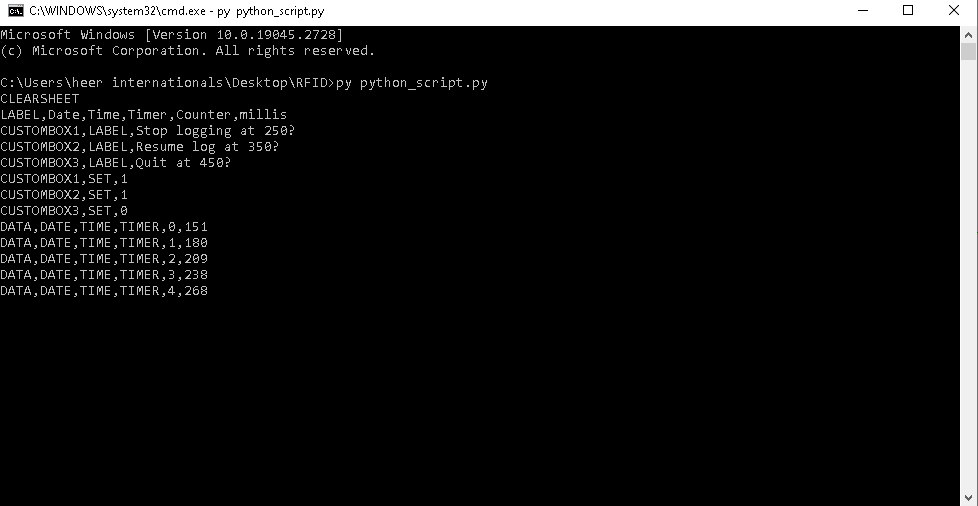 C:\WINDOWS\system32\cmd.exe - py  python_script.py
Microsoft Windows [Version 10.0.19045.2728]
(c) Microsoft Corporation. All rights reserved.
C:\Users\heer internationals\Desktop\RFID>py python_script.py
CLEARSHEET
LABEL,Date,Time,Timer,Counter,millis
CUSTOMBOX1,LABEL,Stop logging at 250?
CUSTOMBOX2,LABEL,Resume log at 350?
CUSTOMBOX3,LABEL,Quit at 450?
CUSTOMBOX1,SET,1
CUSTOMBOX2,SET,1
CUSTOMBOX3,SET,0
DATA,DATE,TIME,TIMER,0,151
DATA,DATE,TIME,TIMER,1,180
DATA,DATE,TIME,TIMER,2,209
DATA,DATE,TIME,TIMER,3,238
DATA,DATE,TIME,TIMER,4,268